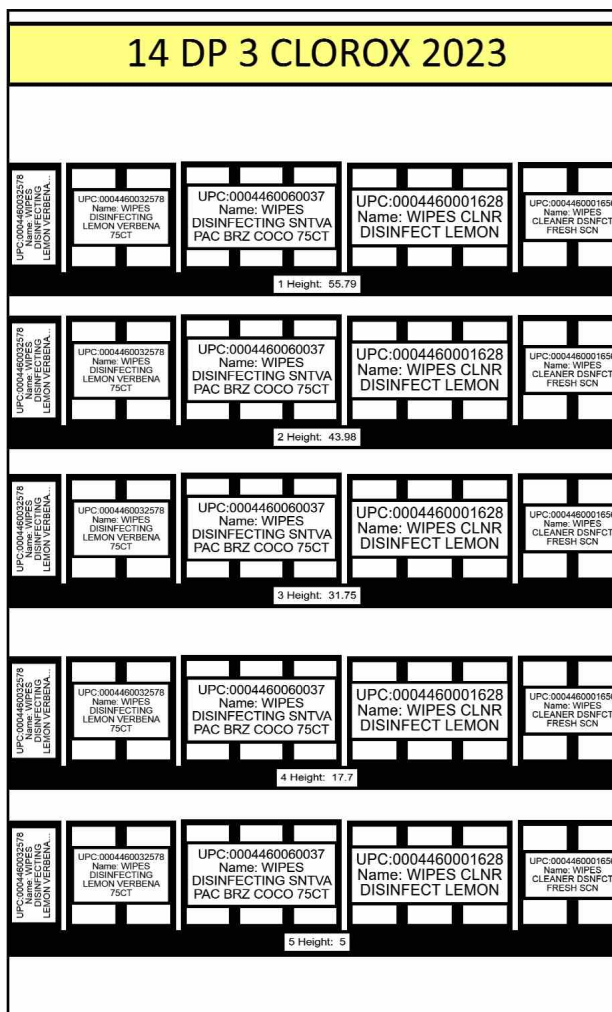 14 DP 3 CLOROX 2023
UPC:0004460032578
Name: WIPES
DISINFECTING
LEMON VERBENA...
UPC:0004460032578
Name: WIPES
DISINFECTING
LEMON VERBENA
75CT
UPC:0004460060037
Name: WIPES
DISINFECTING SNTVA
PAC BRZ COCO 75CT
UPC:0004460001628
Name: WIPES CLNR
DISINFECT LEMON
Name: WIPES
CLEANER DSNFCT
FRESH SCN
1 Height: 55.79
UPC:0004460032578
Name: WIPES
DISINFECTING
LEMON VERBENA...
UPC:0004460032578
Name: WIPES
DISINFECTING
LEMON VERBENA
75CT
UPC:0004460060037
Name: WIPES
DISINFECTING SNTVA
PAC BRZ COCO 75CT
UPC:0004460001628
Name: WIPES CLNR
DISINFECT LEMON
Name: WIPES
CLEANER DSNFCT
FRESH SCN
2 Height: 43.98
UPC:0004460032578
Name: WIPES
DISINFECTING
LEMON VERBENA...
UPC:0004460032578
Name: WIPES
DISINFECTING
LEMON VERBENA
75CT
UPC:0004460060037
Name: WIPES
DISINFECTING SNTVA
PAC BRZ COCO 75CT
UPC:0004460001628
Name: WIPES CLNR
DISINFECT LEMON
Name: WIPES
CLEANER DSNFCT
FRESH SCN
3 Height: 31.75
UPC:0004460032578
Name: WIPES
DISINFECTING
LEMON VERBENA...
UPC:0004460032578
Name: WIPES
DISINFECTING
LEMON VERBENA
75CT
UPC:0004460060037
Name: WIPES
DISINFECTING SNTVA
PAC BRZ COCO 75CT
UPC:0004460001628
Name: WIPES CLNR
DISINFECT LEMON
Name: WIPES
CLEANER DSNFCT
FRESH SCN
4 Height: 17.7
UPC:0004460032578
Name: WIPES
DISINFECTING
LEMON VERBENA...
UPC:0004460032578
Name: WIPES
DISINFECTING
LEMON VERBENA
75CT
UPC:0004460060037
Name: WIPES
DISINFECTING SNTVA
PAC BRZ COCO 75CT
UPC:0004460001628
Name: WIPES CLNR
DISINFECT LEMON
Name: WIPES
CLEANER DSNFCT
FRESH SCN
5 Height: 5